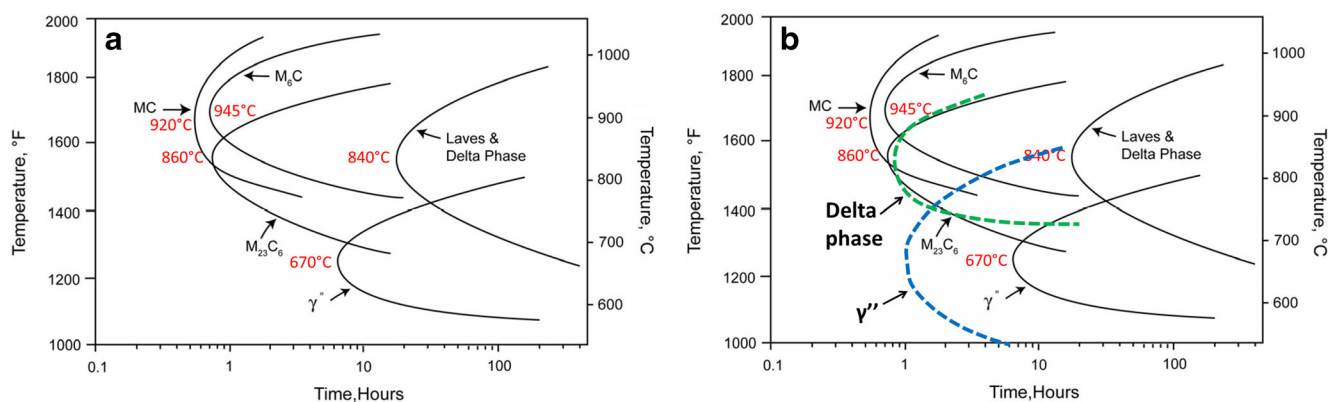 a
2000
1800
1600
1400
1200
1000
Temperature, °F
1000
900
800
700
600
Temperature, °C
0.1
1
10
100
Time,Hours
MC
920°C
M₆C
945°C
860°C
840°C
Laves &
Delta Phase
M₂₃C₆
670°C
γ"
b
2000
1800
1600
1400
1200
1000
Temperature, °F
1000
900
800
700
600
Temperature, °C
0.1
1
10
100
Time,Hours
MC
920°C
M₆C
945°C
860°C
840°C
Laves &
Delta Phase
Delta
phase
M₂₃C₆
670°C
γ''
γ"